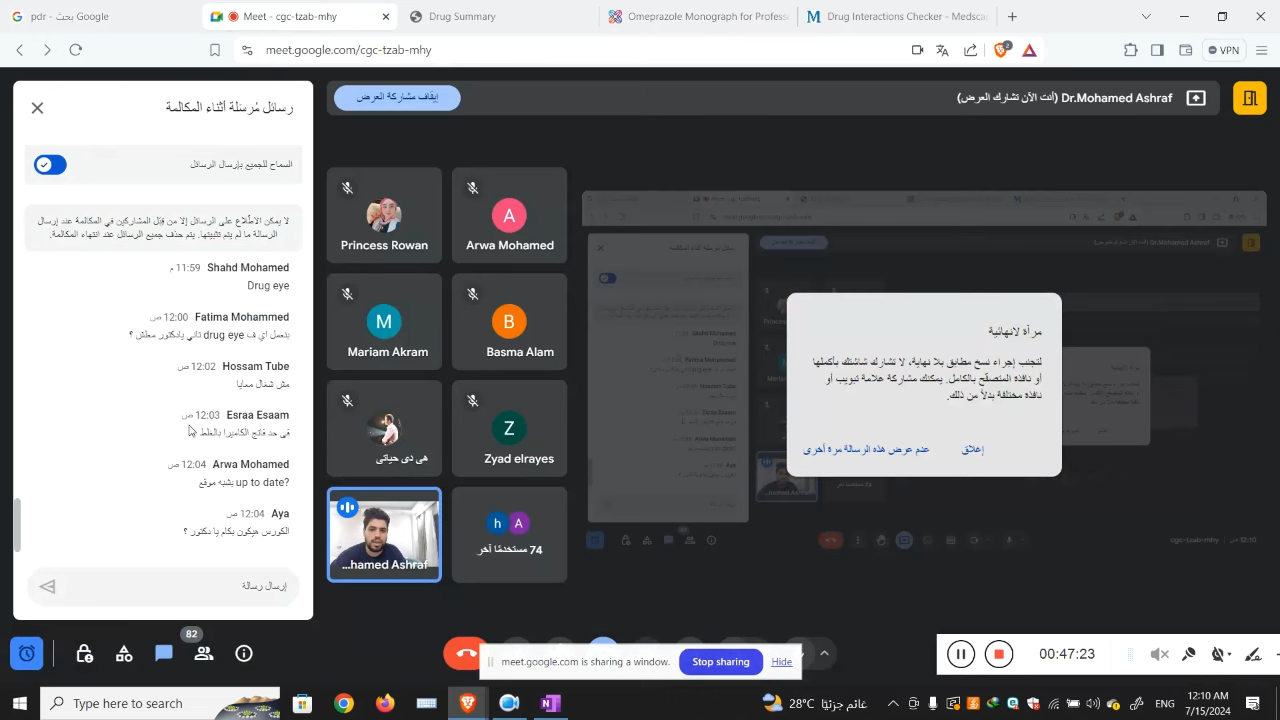 pdr - بحث Google
Meet - cgc-tzab-mhy
Drug Summary
Omeprazole Monograph for Profess
Drug Interactions Checker - Medsca
meet.google.com/cgc-tzab-mhy
VPN
رسائل مُرسَلة أثناء المكالمة
السماح للجميع بإرسال الرسائل
لا يمكن الاطّلاع على الرسائل إلا من قِبَل المشاركين في المكالمة عند إرسال
الرسالة ما لم يتم تثبيتها. يتم حذف جميع الرسائل عند انتهاء المكالمة.
Shahd Mohamed 11:59 م
Drug eye
Fatima Mohammed 12:00 ص
بنعمل اي ف drug eye تاني يادكتور معلش ؟
Hossam Tube 12:02 ص
مش شغال معايا
Esraa Esaam 12:03 ص
فى حد فاتح الكاميرا بالغلط
Arwa Mohamed 12:04 ص
up to date? بشبه موقع
Aya 12:04 ص
الكورس هيكون بكام يا دكتور ؟
إرسال رسالة
إيقاف مشاركة العرض
Dr.Mohamed Ashraf (أنت الآن تشارك العرض)
Princess Rowan
Arwa Mohamed
Mariam Akram
Basma Alam
هى دى حياتى
Zyad elrayes
...hamed Ashraf
74 مستخدمًا آخر
مرآة لانهائية
لتجنب إجراء نسخ مطابق بلا نهاية، لا تشارك شاشتك بأكملها
أو نافذة المتصفّح بالكامل. يمكنك مشاركة علامة تبويب أو
نافذة مختلفة بدلاً من ذلك.
إغلاق
عدم عرض هذه الرسالة مرة أخرى
82
meet.google.com is sharing a window.
Stop sharing
Hide
00:47:23
Type here to search
28°C غائم جزئيًا
ENG
12:10 AM
7/15/2024